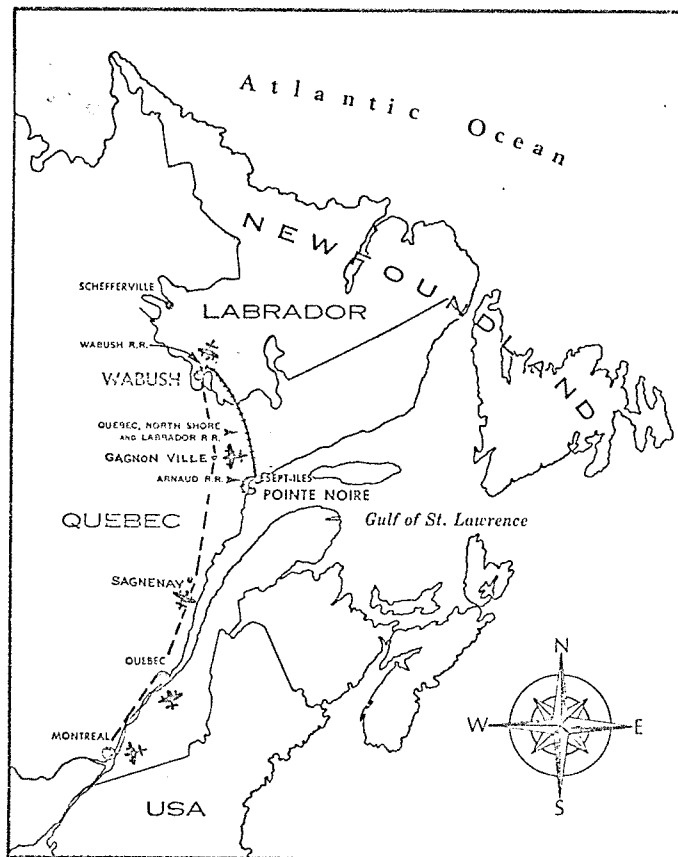 Atlantic Ocean
NEWFOUNDLAND
SCHEFFERVILLE
LABRADOR
WABUSH R.R.
WABUSH
QUEBEC, NORTH SHORE
AND LABRADOR R.R.
GAGNON VILLE
ARNAUD R.R.
SEPT-ILES
POINTE NOIRE
QUEBEC
Gulf of St. Lawrence
SAGNENAY
QUEBEC
MONTREAL
USA
N
W
E
S